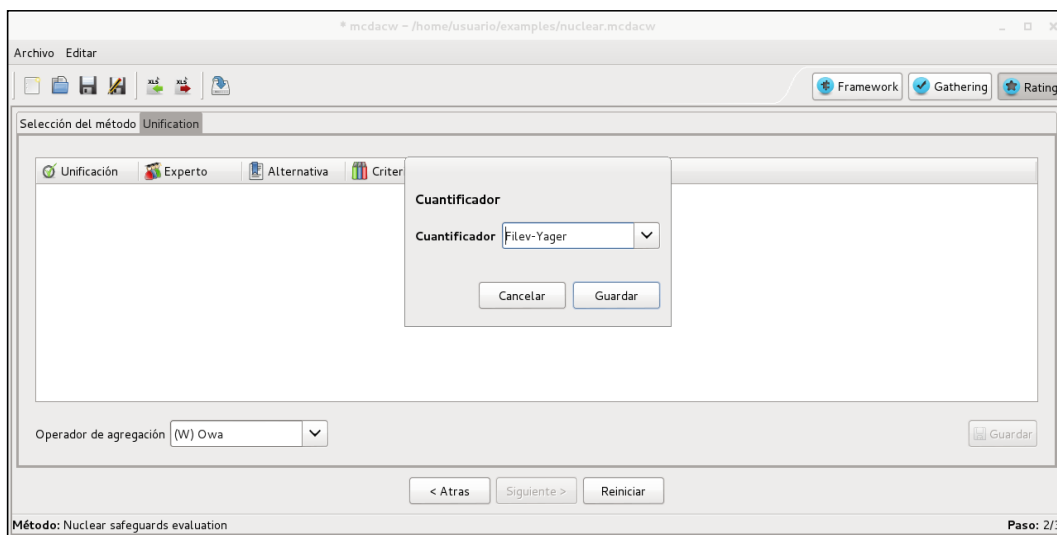 * mcdacw – /home/usuario/examples/nuclear.mcdacw
Archivo Editar
XLS XLS Framework Gathering Rating
Selección del método Unification
Unificación Experto Alternativa Criter
Cuantificador
Cuantificador Filev-Yager
Cancelar Guardar
Operador de agregación (W) Owa Guardar
< Atras Siguiente > Reiniciar
Método: Nuclear safeguards evaluation Paso: 2/3